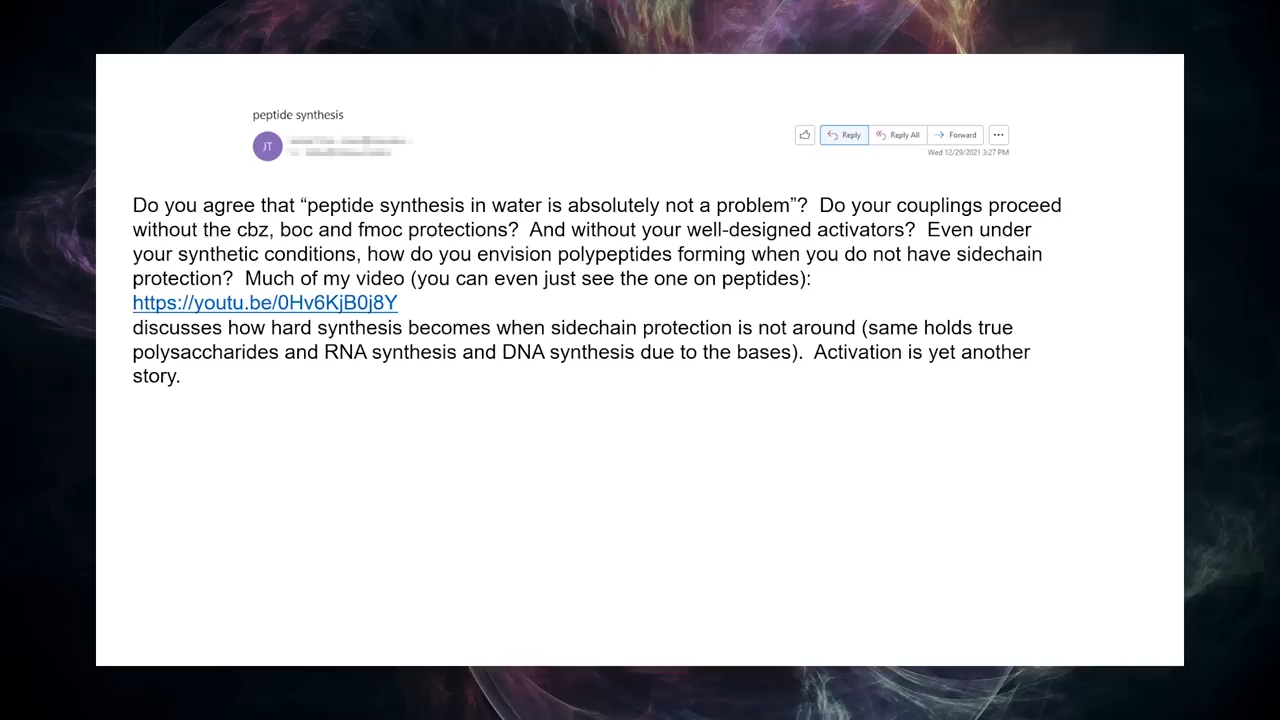 peptide synthesis
JT
Reply
Reply All
Forward
Wed 12/29/2021 3:27 PM
Do you agree that “peptide synthesis in water is absolutely not a problem”?  Do your couplings proceed
without the cbz, boc and fmoc protections?  And without your well-designed activators?  Even under
your synthetic conditions, how do you envision polypeptides forming when you do not have sidechain
protection?  Much of my video (you can even just see the one on peptides):
https://youtu.be/0Hv6KjB0j8Y
discusses how hard synthesis becomes when sidechain protection is not around (same holds true
polysaccharides and RNA synthesis and DNA synthesis due to the bases).  Activation is yet another
story.